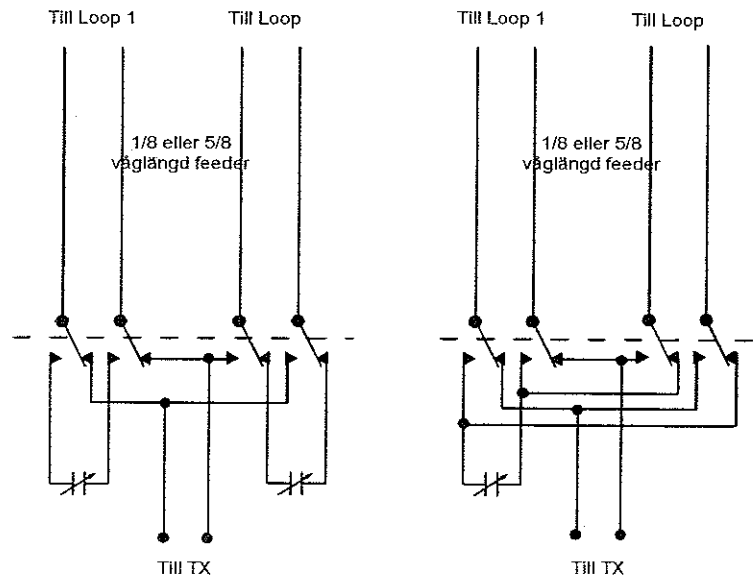 Till Loop 1
Till Loop
1/8 eller 5/8
våglängd feeder
Till TX
Till Loop 1
Till Loop
1/8 eller 5/8
våglängd feeder
Till TX